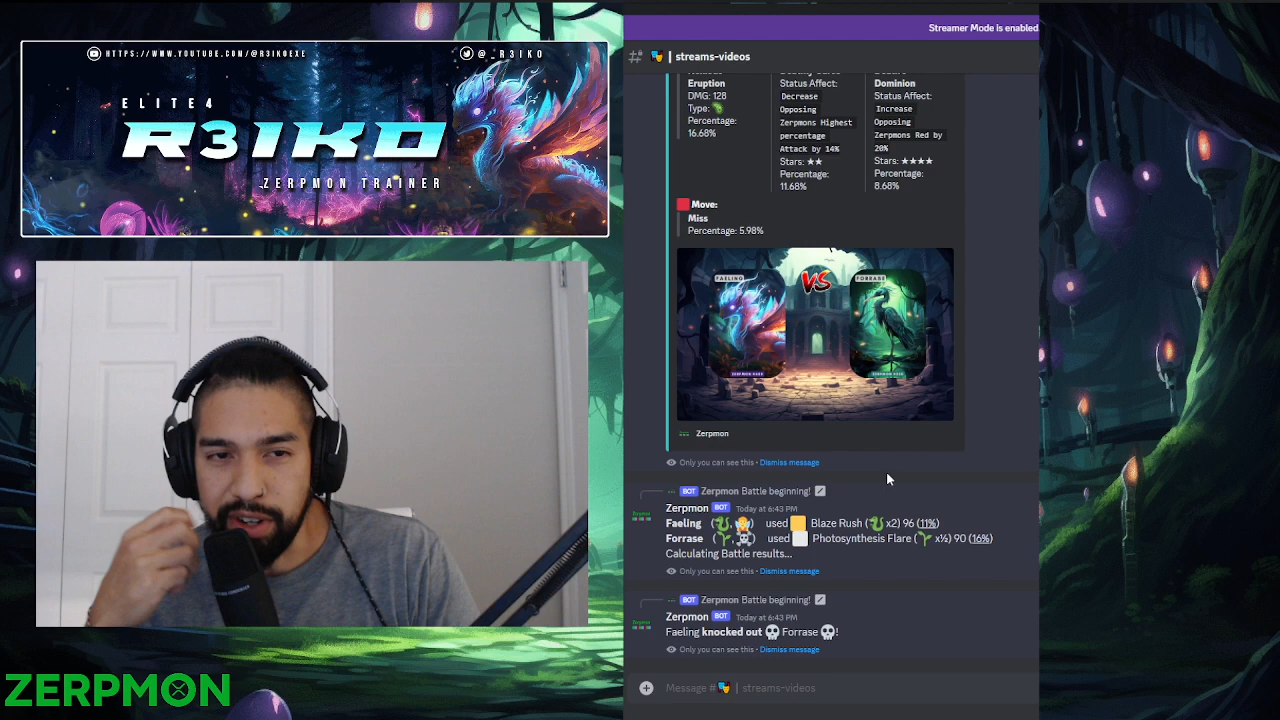 HTTPS://WWW.YOUTUBE.COM/@R3IKOEXE
@_R3IKO
ELITE4
R3IKO
ZERPMON TRAINER
Streamer Mode is enabled.
| streams-videos
Eruption
DMG: 128
Type:
Percentage:
16.68%
Status Affect:
Decrease
Opposing
Zerpmons Highest
percentage
Attack by 14%
Stars: ★★
Percentage:
11.68%
Dominion
Status Affect:
Increase
Opposing
Zerpmons Red by
20%
Stars: ★★★★
Percentage:
8.68%
Move:
Miss
Percentage: 5.98%
FAELING
VS
FORRASE
Zerpmon
Only you can see this • Dismiss message
BOT Zerpmon Battle beginning!
Zerpmon BOT Today at 6:43 PM
Faeling (🐉, 🧝) used 🟨 Blaze Rush (🐉 x2) 96 (11%)
Forrase (🌱, ☠️) used ⬜ Photosynthesis Flare (🌱 x½) 90 (16%)
Calculating Battle results...
Only you can see this • Dismiss message
BOT Zerpmon Battle beginning!
Zerpmon BOT Today at 6:43 PM
Faeling knocked out 💀 Forrase 💀!
Only you can see this • Dismiss message
Message # | streams-videos
ZERPMON